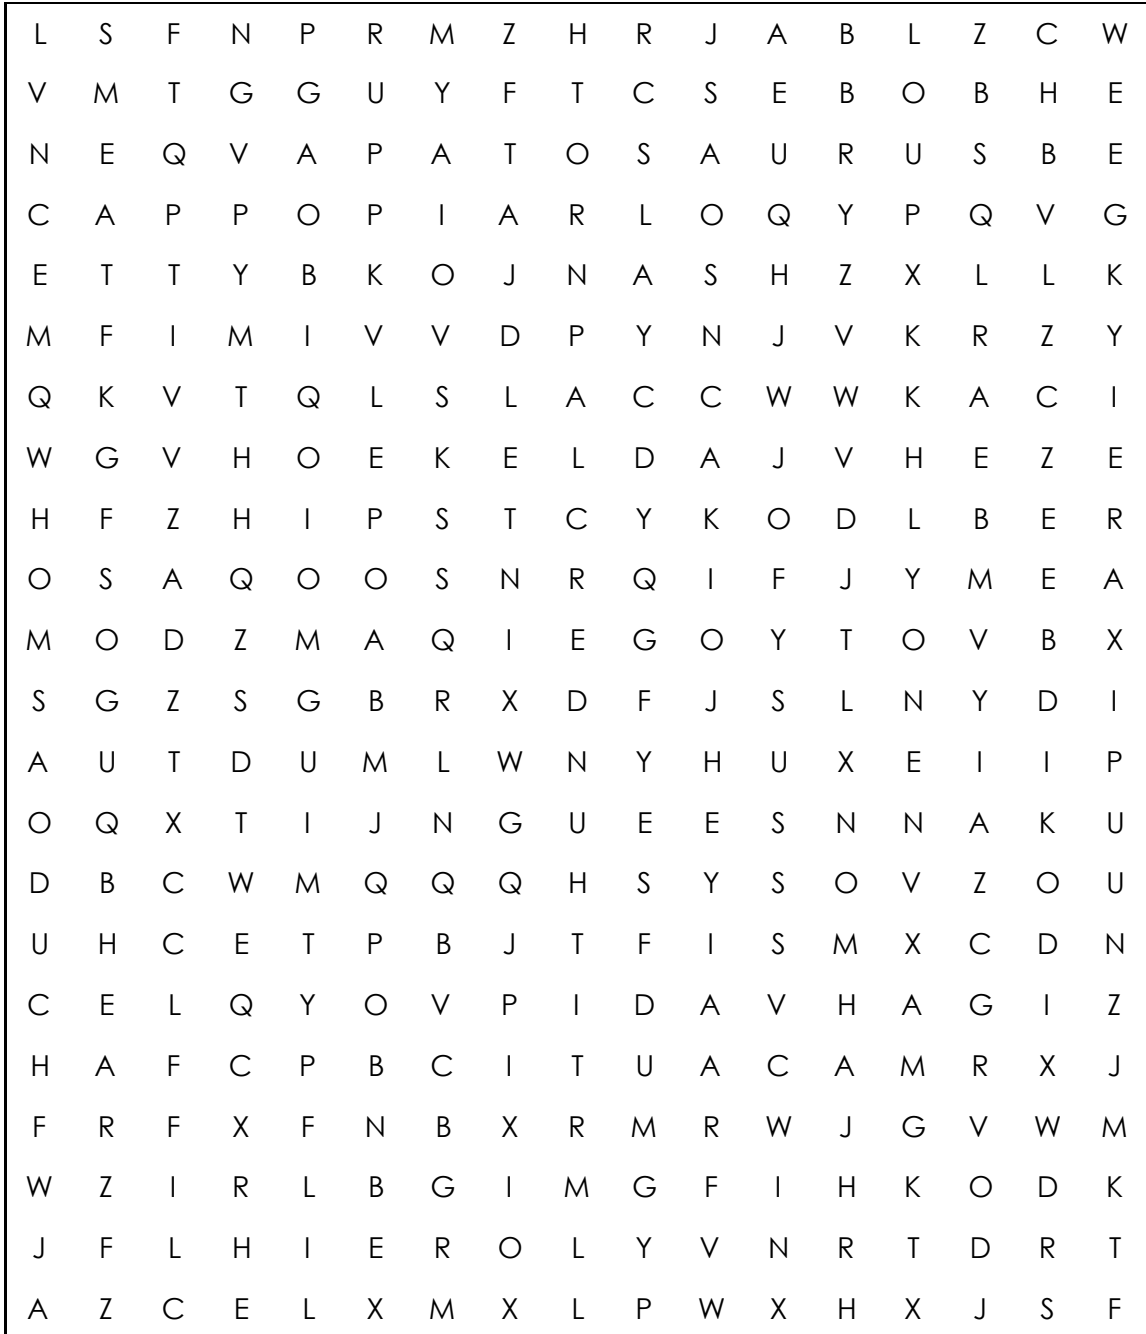 L S F N P R M Z H R J A B L Z C W
V M T G G U Y F T C S E B O B H E
N E Q V A P A T O S A U R U S B E
C A P P O P I A R L O Q Y P Q V G
E T T Y B K O J N A S H Z X L L K
M F I M I V V D P Y N J V K R Z Y
Q K V T Q L S L A C C W W K A C I
W G V H O E K E L D A J V H E Z E
H F Z H I P S T C Y K O D L B E R
O S A Q O O S N R Q I F J Y M E A
M O D Z M A Q I E G O Y T O V B X
S G Z S G B R X D F J S L N Y D I
A U T D U M L W N Y H U X E I I P
O Q X T I J N G U E E S N N A K U
D B C W M Q Q Q H S Y S O V Z O U
U H C E T P B J T F I S M X C D N
C E L Q Y O V P I D A V H A G I Z
H A F C P B C I T U A C A M R X J
F R F X F N B X R M R W J G V W M
W Z I R L B G I M G F I H K O D K
J F L H I E R O L Y V N R T D R T
A Z C E L X M X L P W X H X J S F